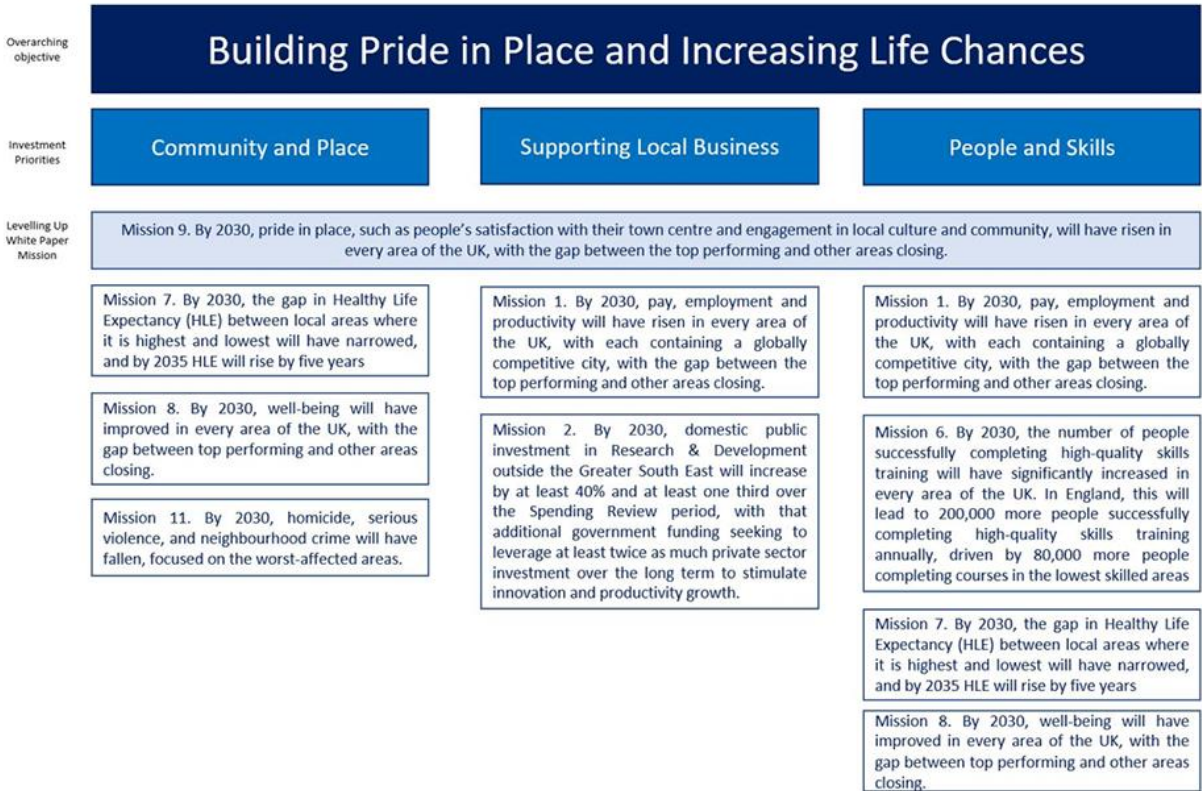 Overarching
objective
Building Pride in Place and Increasing Life Chances
Investment
Priorities
Community and Place
Supporting Local Business
People and Skills
Levelling Up
White Paper
Mission
Mission 9. By 2030, pride in place, such as people's satisfaction with their town centre and engagement in local culture and community, will have risen in
every area of the UK, with the gap between the top performing and other areas closing.
Mission 7. By 2030, the gap in Healthy Life
Expectancy (HLE) between local areas where
it is highest and lowest will have narrowed,
and by 2035 HLE will rise by five years
Mission 8. By 2030, well-being will have
improved in every area of the UK, with the
gap between top performing and other areas
closing.
Mission 11. By 2030, homicide, serious
violence, and neighbourhood crime will have
fallen, focused on the worst-affected areas.
Mission 1. By 2030, pay, employment and
productivity will have risen in every area of
the UK, with each containing a globally
competitive city, with the gap between the
top performing and other areas closing.
Mission 2. By 2030, domestic public
investment in Research & Development
outside the Greater South East will increase
by at least 40% and at least one third over
the Spending Review period, with that
additional government funding seeking to
leverage at least twice as much private sector
investment over the long term to stimulate
innovation and productivity growth.
Mission 1. By 2030, pay, employment and
productivity will have risen in every area of
the UK, with each containing a globally
competitive city, with the gap between the
top performing and other areas closing.
Mission 6. By 2030, the number of people
successfully completing high-quality skills
training will have significantly increased in
every area of the UK. In England, this will
lead to 200,000 more people successfully
completing high-quality skills training
annually, driven by 80,000 more people
completing courses in the lowest skilled areas
Mission 7. By 2030, the gap in Healthy Life
Expectancy (HLE) between local areas where
it is highest and lowest will have narrowed,
and by 2035 HLE will rise by five years
Mission 8. By 2030, well-being will have
improved in every area of the UK, with the
gap between top performing and other areas
closing.